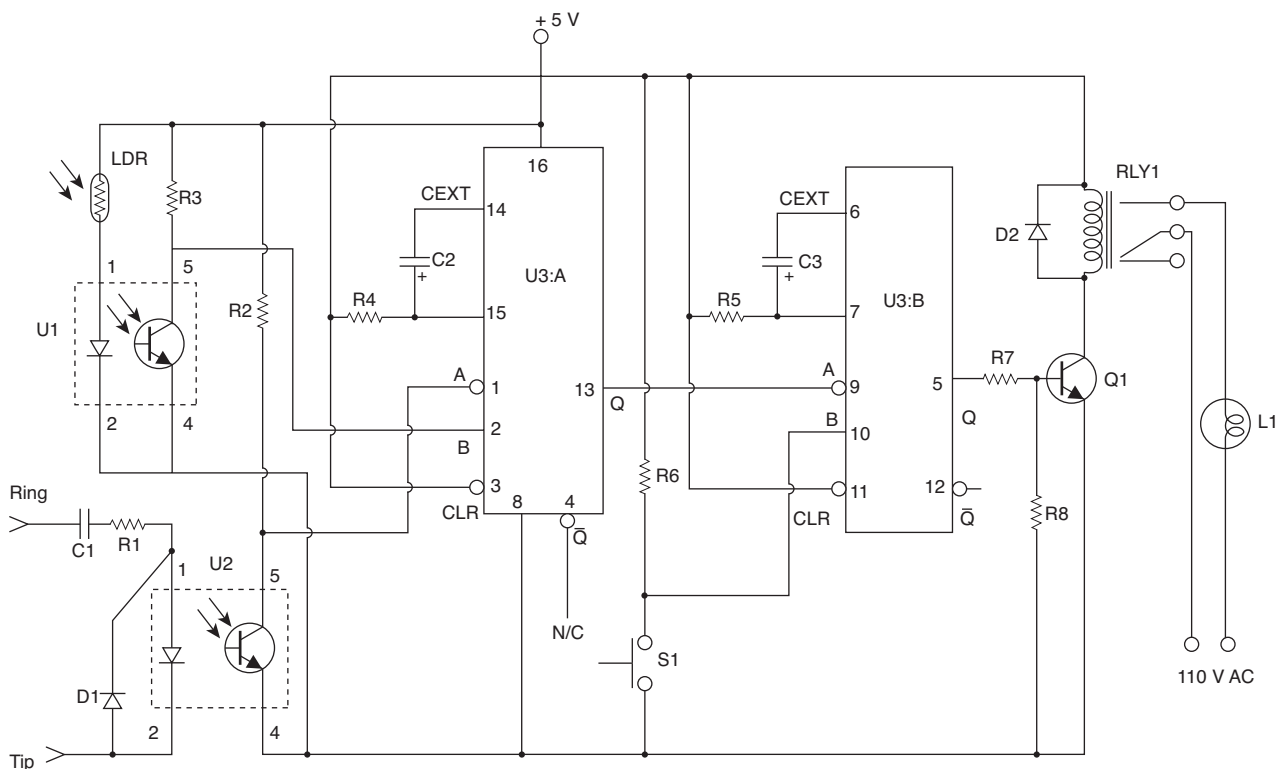 + 5 V
LDR
R3
16
RLY1
CEXT
14
CEXT
6
D2
C2
+
C3
+
U3:A
U3:B
1
5
U1
R2
R4
15
R5
7
A
1
13
Q
A
9
5
Q
R7
Q1
2
4
2
B
B
10
L1
R6
3
CLR
8
4
Q̅
11
CLR
12
Q̅
R8
Ring
C1
R1
U2
1
5
N/C
S1
110 V AC
D1
2
4
Tip